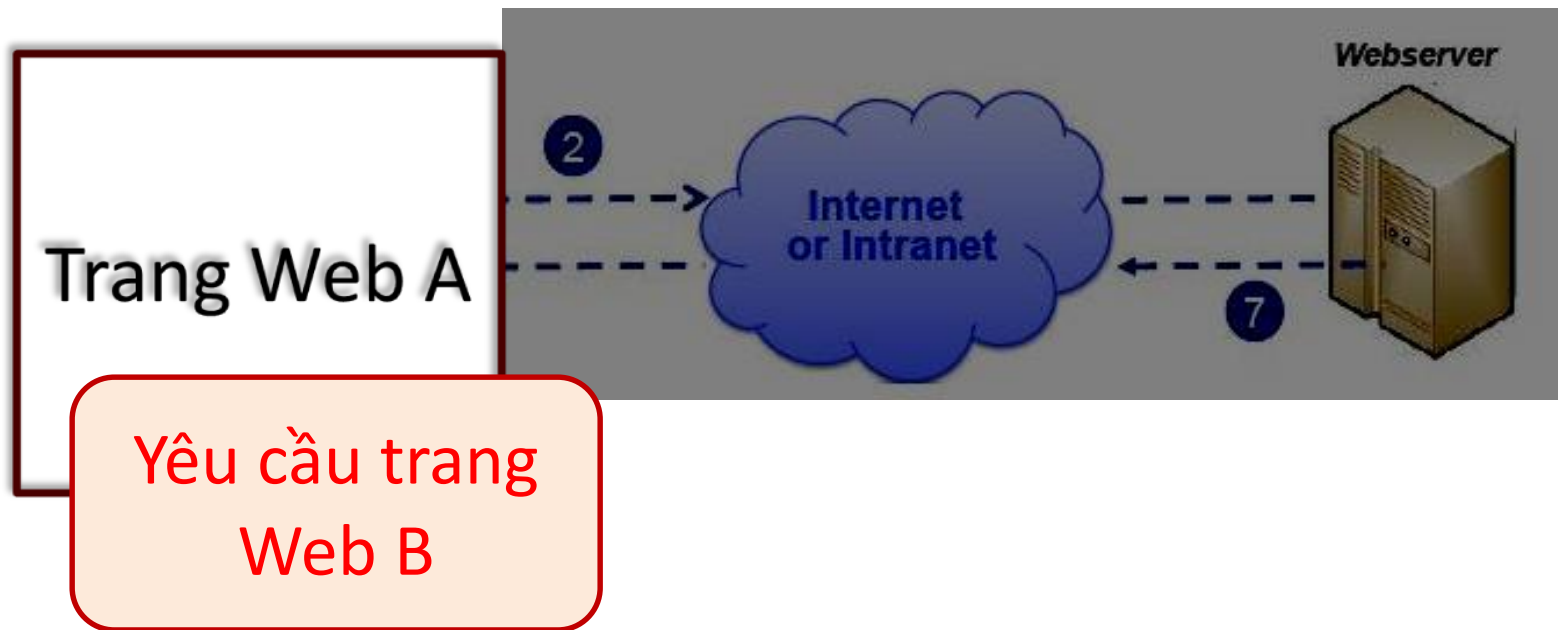 Webserver
2
Internet
or Intranet
Trang Web A
7
Yêu cầu trang
Web B